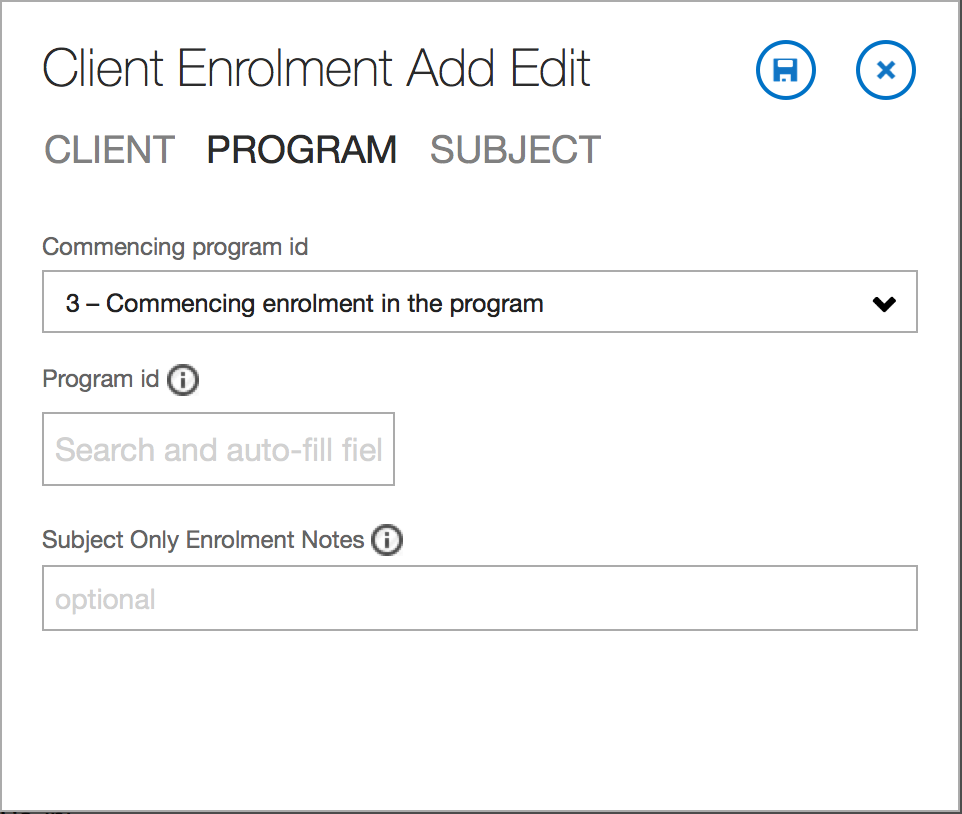 Client Enrolment Add Edit
CLIENT PROGRAM SUBJECT
Commencing program id
3 – Commencing enrolment in the program
Program id
Search and auto-fill fiel
Subject Only Enrolment Notes
optional